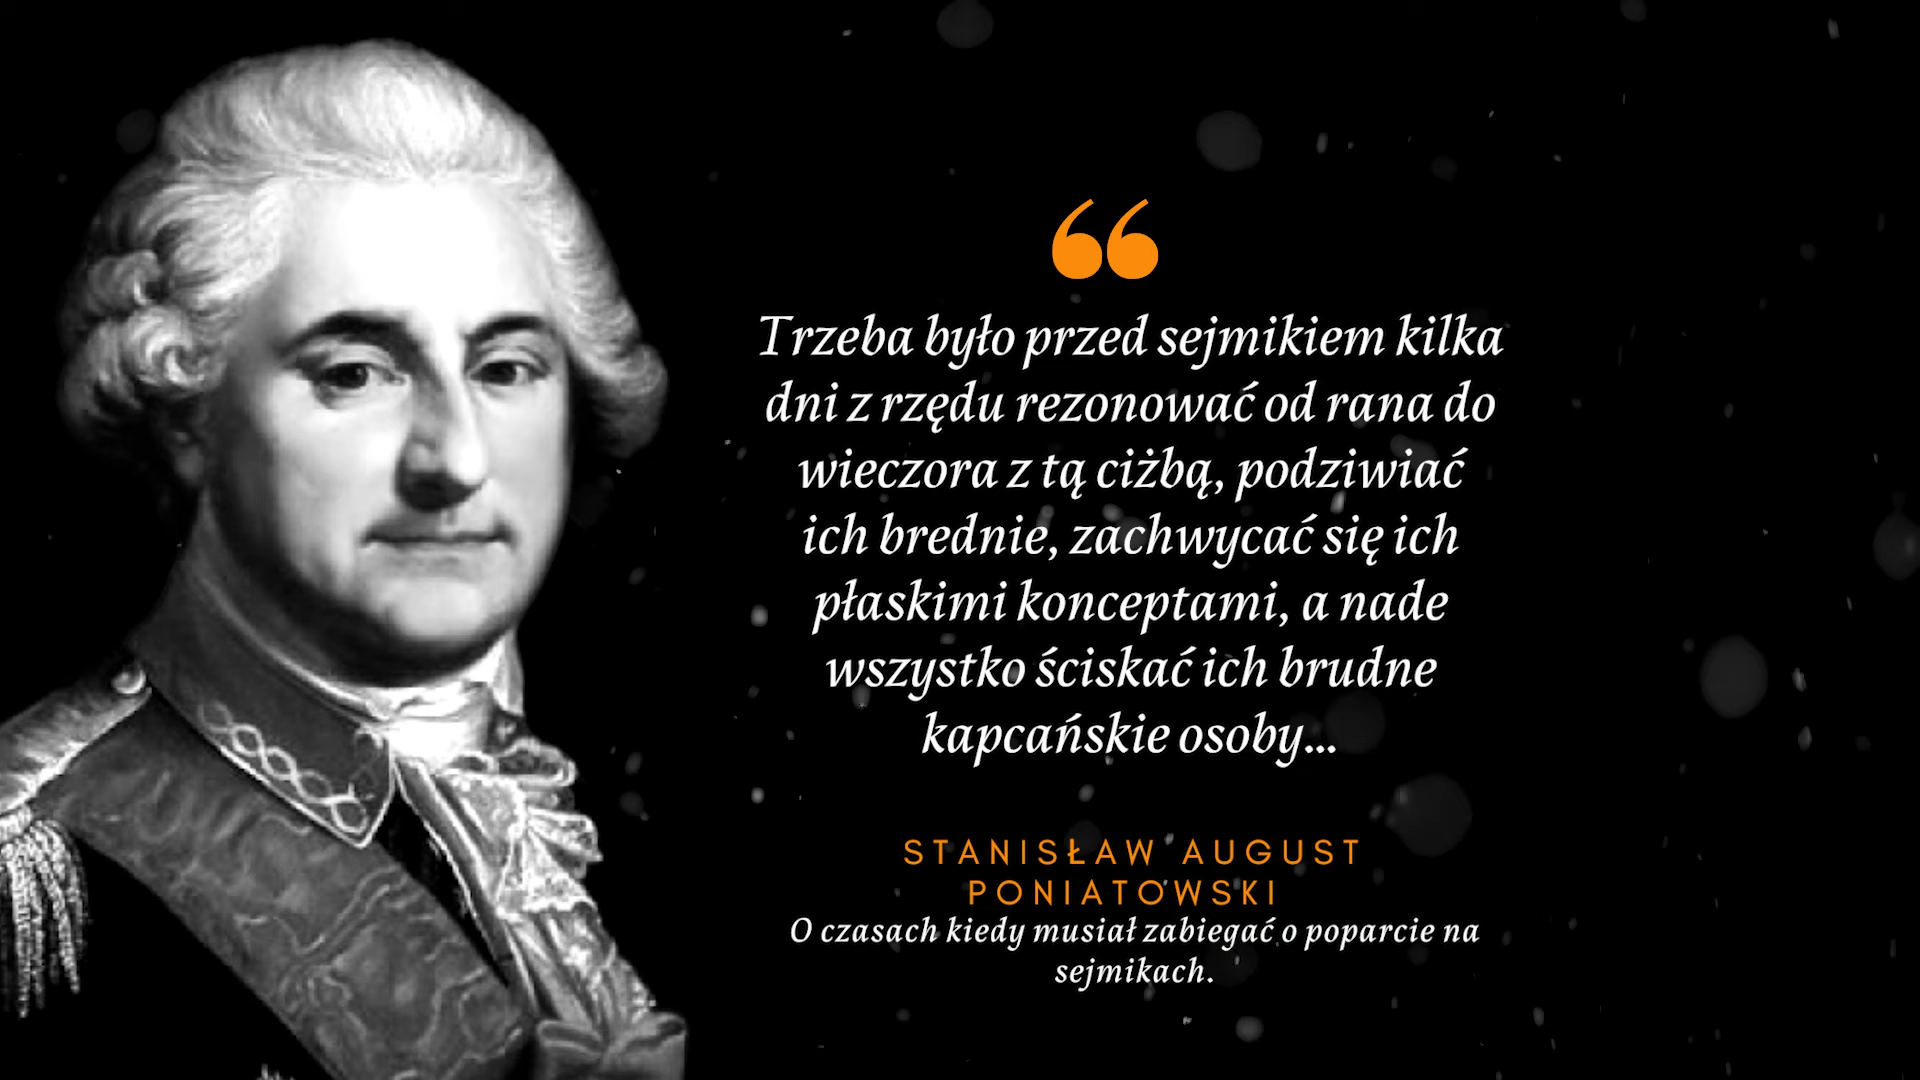 “
Trzeba było przed sejmikiem kilka
dni z rzędu rezonować od rana do
wieczora z tą ciżbą, podziwiać
ich brednie, zachwycać się ich
płaskimi konceptami, a nade
wszystko ściskać ich brudne
kapcańskie osoby...
STANISŁAW AUGUST
PONIATOWSKI
O czasach kiedy musiał zabiegać o poparcie na
sejmikach.